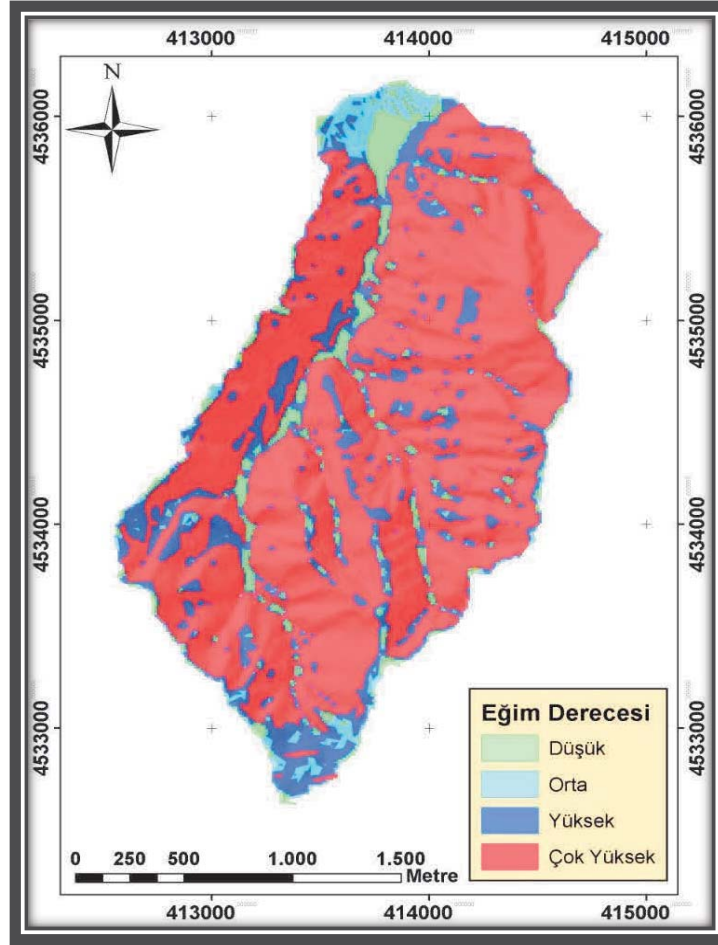 413000 414000 415000
N
4536000 4536000
4535000 4535000
4534000 4534000
4533000 4533000
Eğim Derecesi
Düşük
Orta
Yüksek
Çok Yüksek
0 250 500 1.000 1.500
Metre
413000 414000 415000